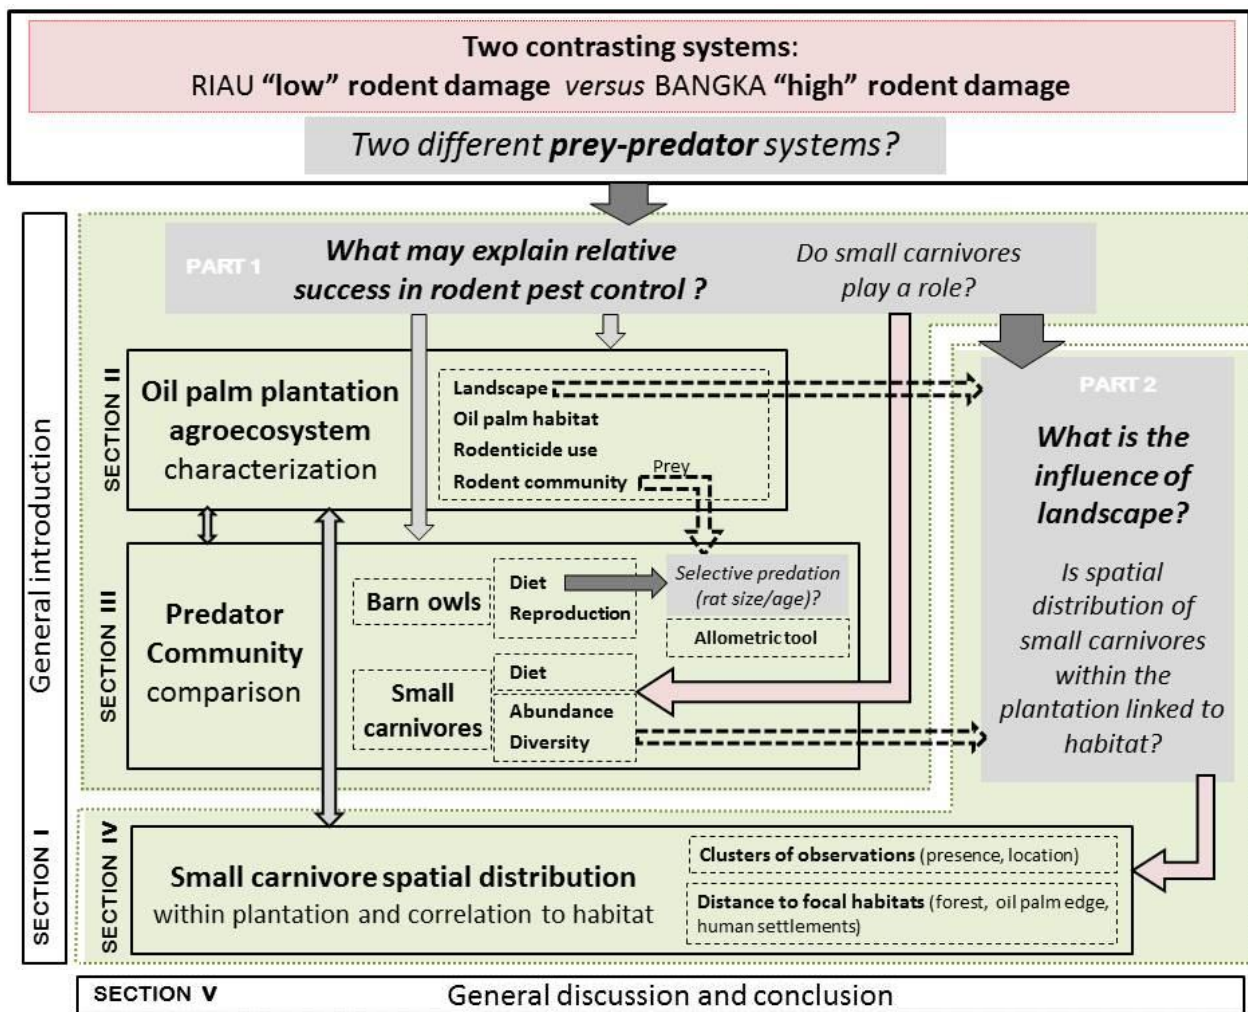 Two contrasting systems:
RIAU “low” rodent damage versus BANGKA “high” rodent damage
Two different prey-predator systems?
General introduction
SECTION I
PART 1
What may explain relative
success in rodent pest control ?
Do small carnivores
play a role?
SECTION II
Oil palm plantation
agroecosystem
characterization
Landscape
Oil palm habitat
Rodenticide use
Rodent community
Prey
SECTION III
Predator
Community
comparison
Barn owls
Diet
Reproduction
Selective predation
(rat size/age)?
Allometric tool
Small
carnivores
Diet
Abundance
Diversity
PART 2
What is the
influence of
landscape?
Is spatial
distribution of
small carnivores
within the
plantation linked to
habitat?
SECTION IV
Small carnivore spatial distribution
within plantation and correlation to habitat
Clusters of observations (presence, location)
Distance to focal habitats (forest, oil palm edge,
human settlements)
SECTION V
General discussion and conclusion